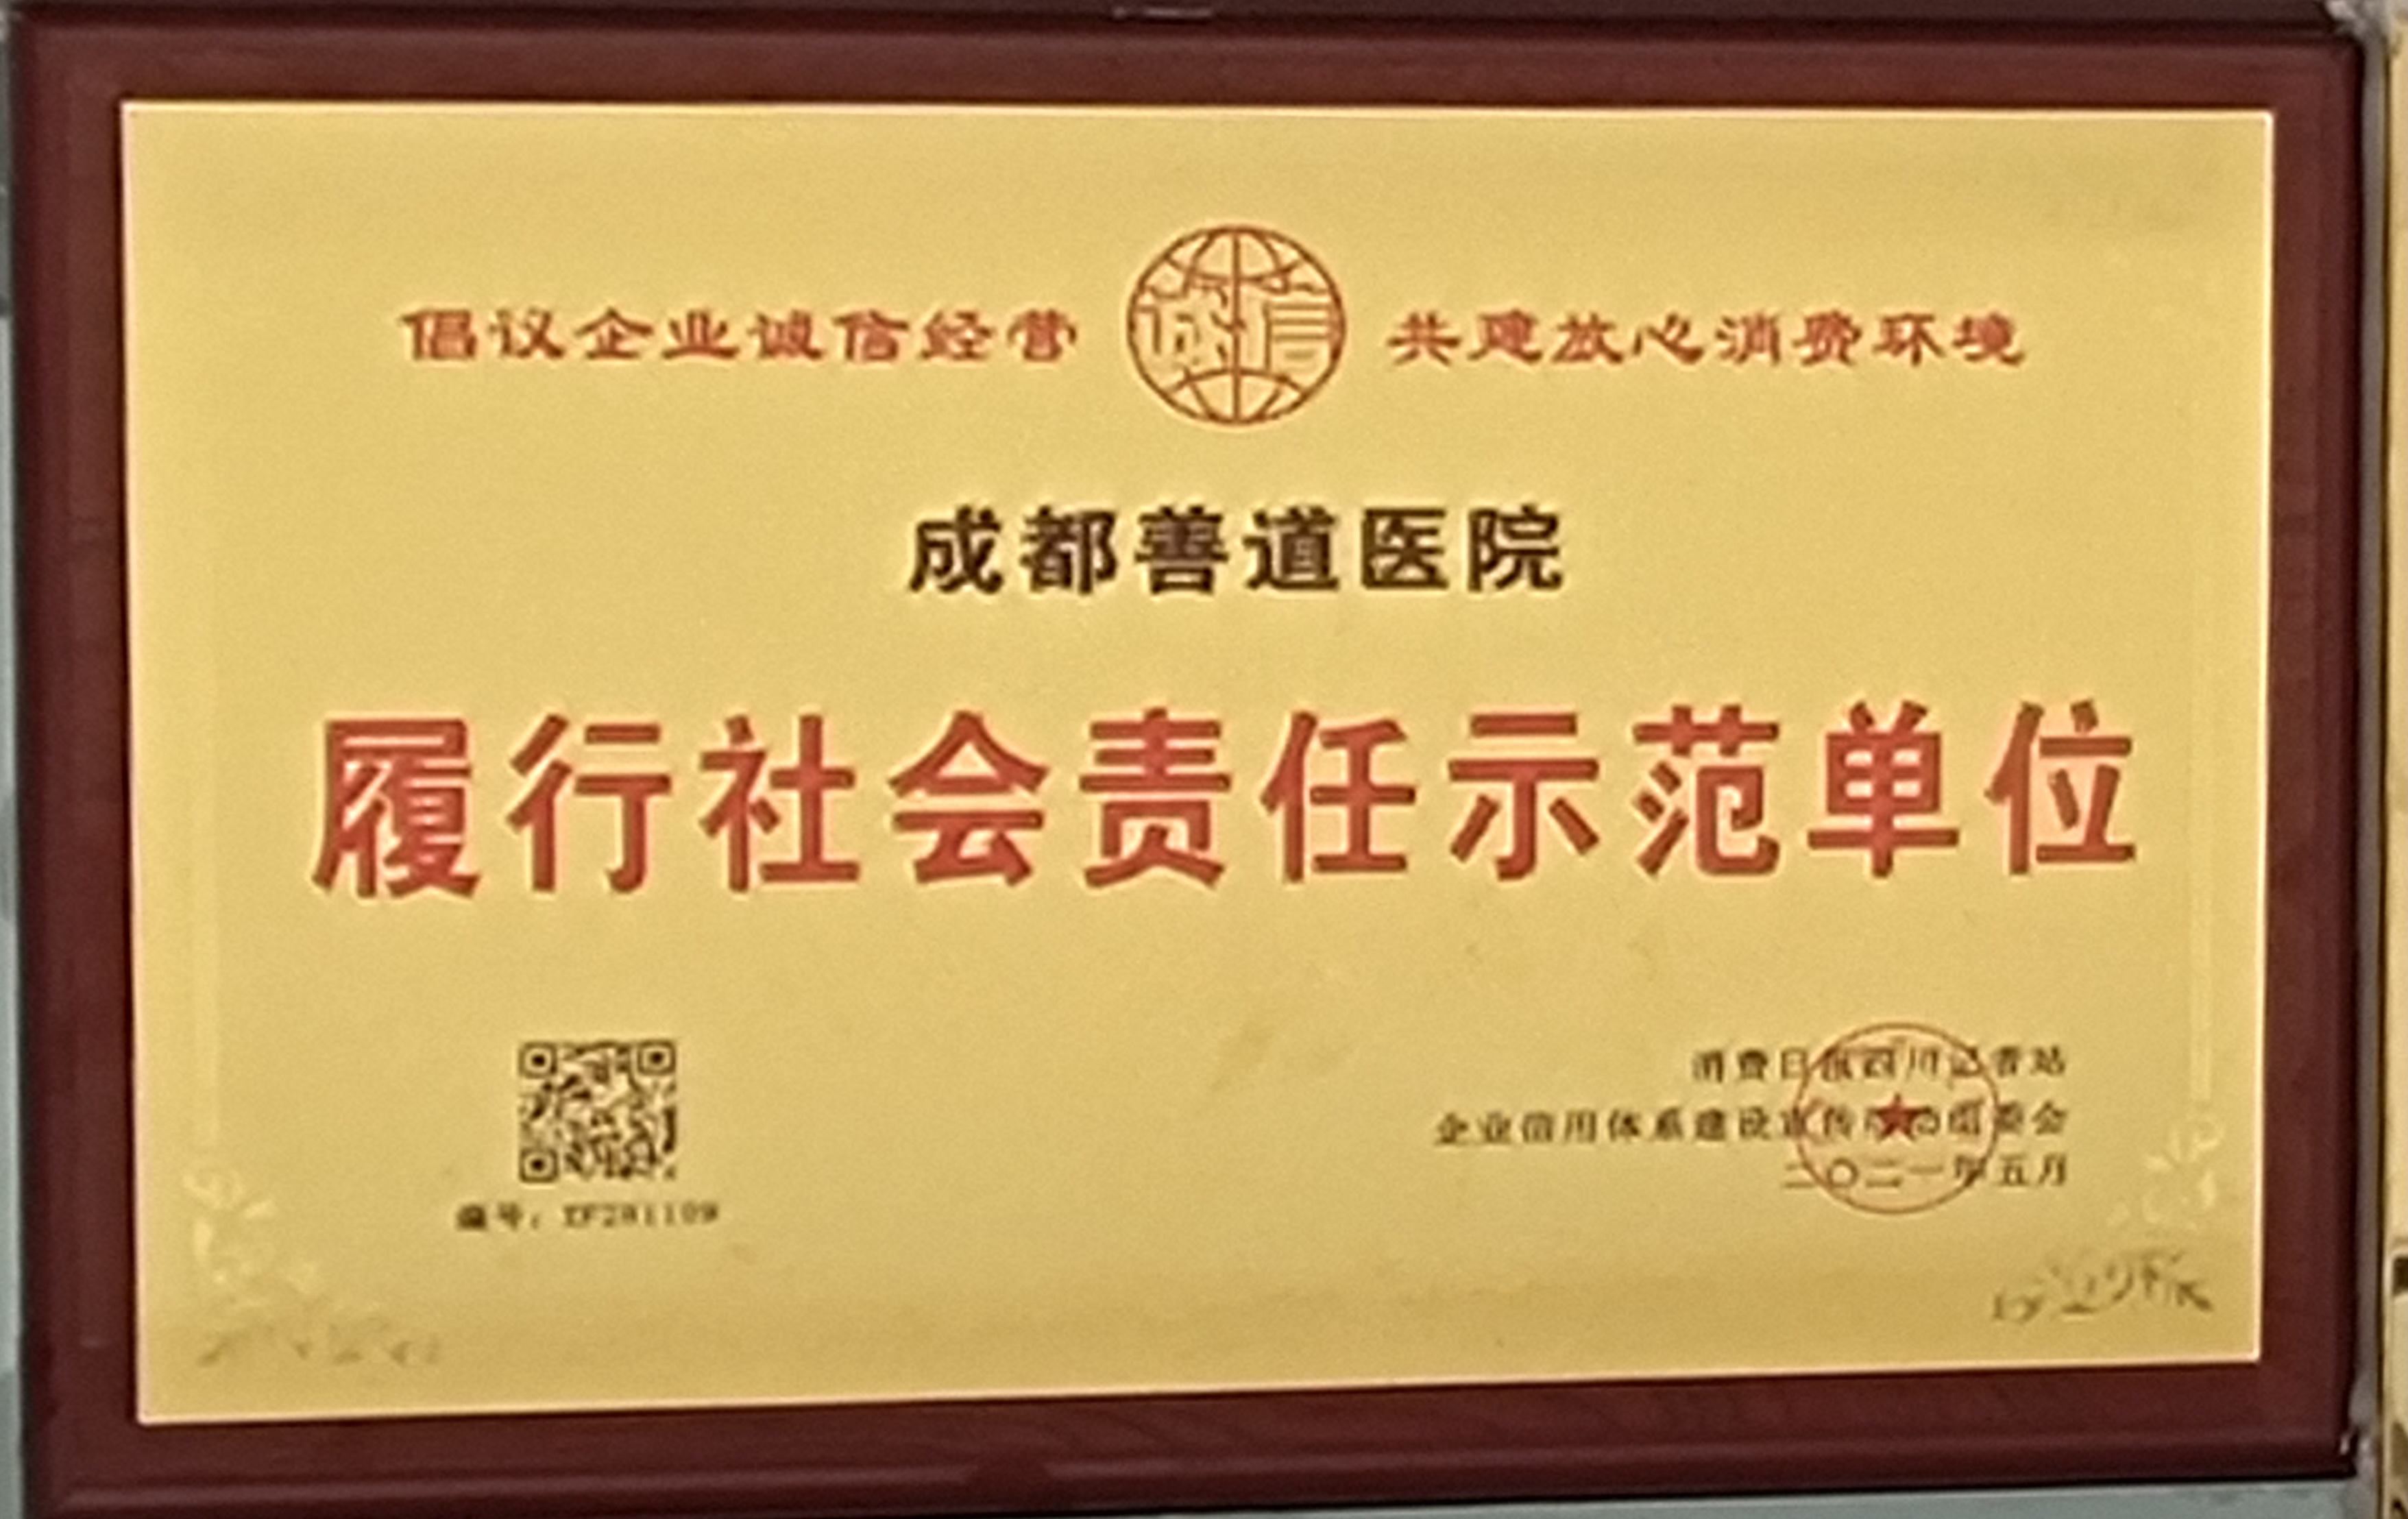 倡议企业诚信经营 诚信 共建放心消费环境
成都善道医院
履行社会责任示范单位
消费日报四川记者站
企业信用体系建设宣传活动组委会
二〇二一年五月
编号：